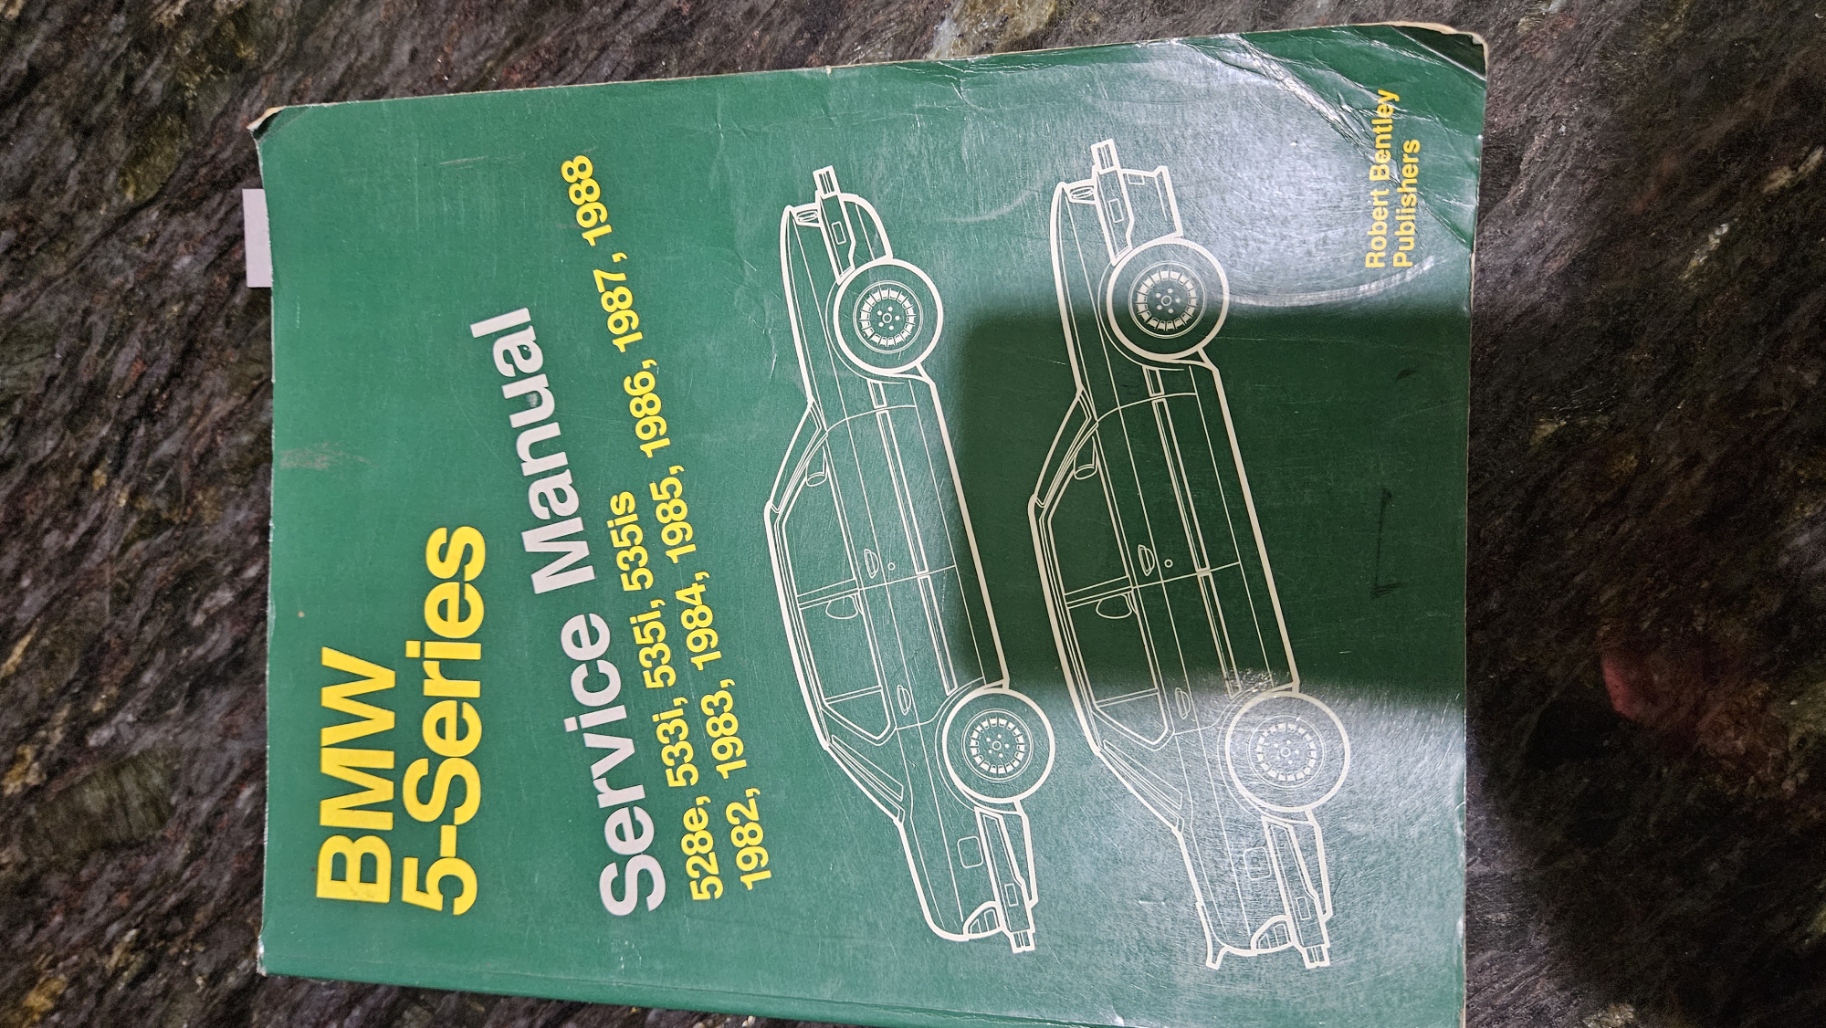 BMW
5-Series
Service Manual
528e, 533i, 535i, 535is
1982, 1983, 1984, 1985, 1986, 1987, 1988
Robert Bentley
Publishers